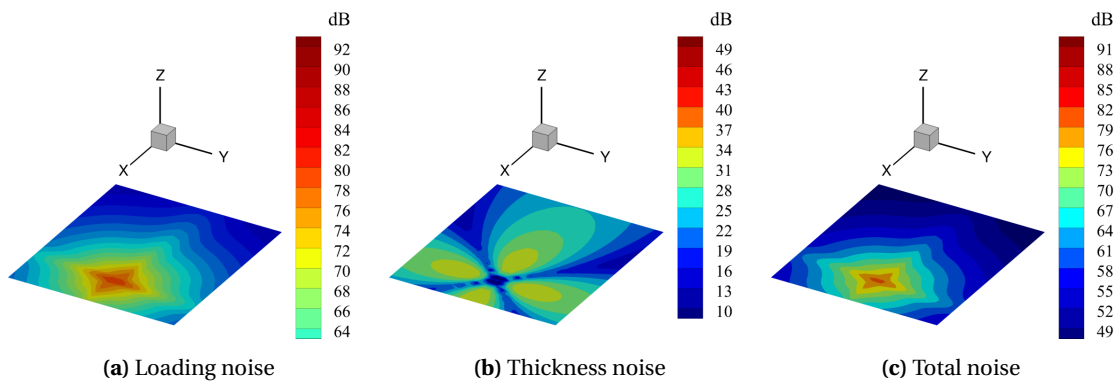 dB
92
90
88
86
84
82
80
78
76
74
72
70
68
66
64
Z
X
Y
(a) Loading noise
dB
49
46
43
40
37
34
31
28
25
22
19
16
13
10
Z
X
Y
(b) Thickness noise
dB
91
88
85
82
79
76
73
70
67
64
61
58
55
52
49
Z
X
Y
(c) Total noise